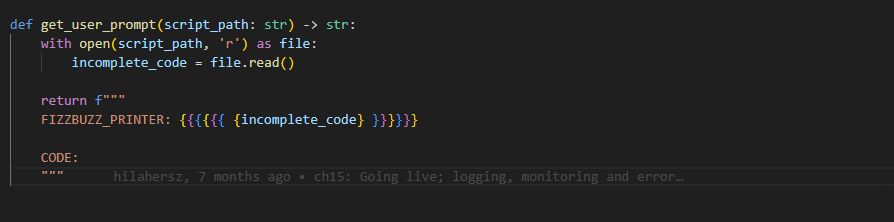 def get_user_prompt(script_path: str) -> str:
    with open(script_path, 'r') as file:
        incomplete_code = file.read()

    return f"""
    FIZZBUZZ_PRINTER: {{{{{{ {incomplete_code} }}}}}}

    CODE:
    """ hilahersz, 7 months ago • ch15: Going live; logging, monitoring and error…